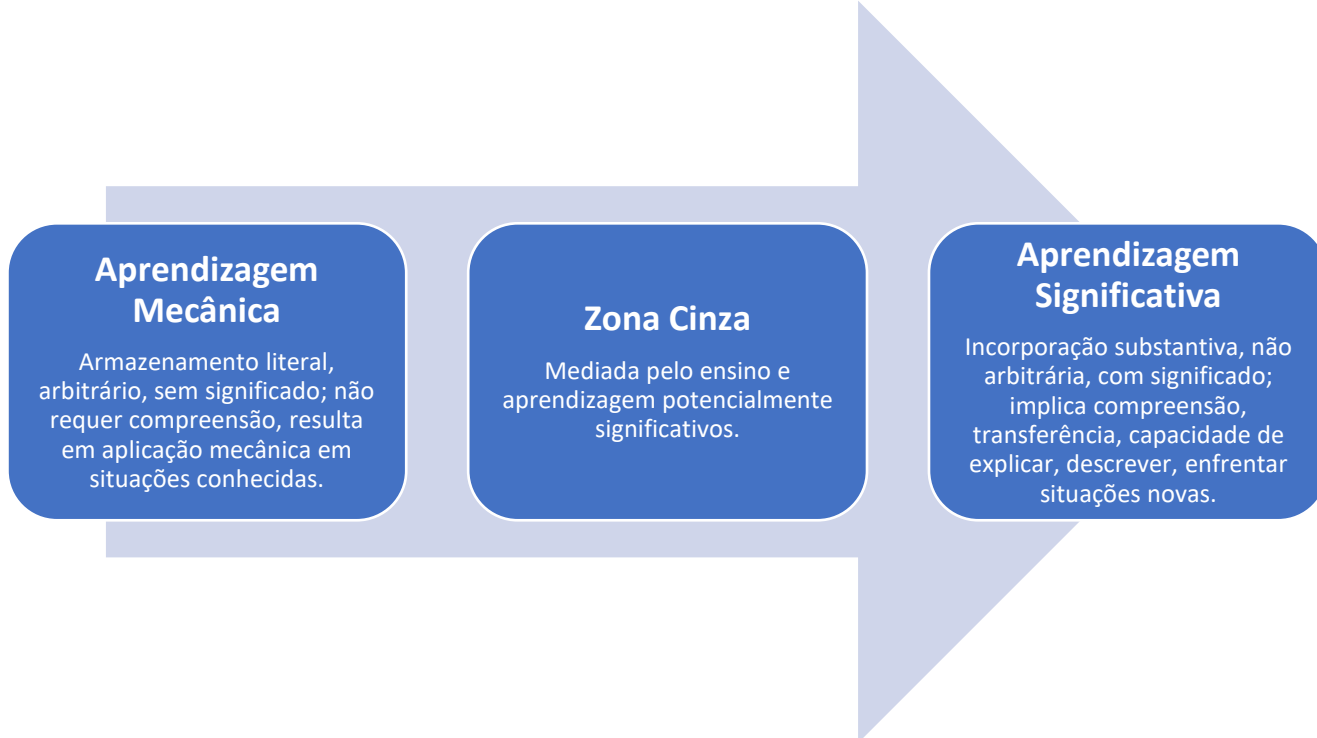 Aprendizagem
Mecânica
Armazenamento literal,
arbitrário, sem significado; não
requer compreensão, resulta
em aplicação mecânica em
situações conhecidas.
Zona Cinza
Mediada pelo ensino e
aprendizagem potencialmente
significativos.
Aprendizagem
Significativa
Incorporação substantiva, não
arbitrária, com significado;
implica compreensão,
transferência, capacidade de
explicar, descrever, enfrentar
situações novas.